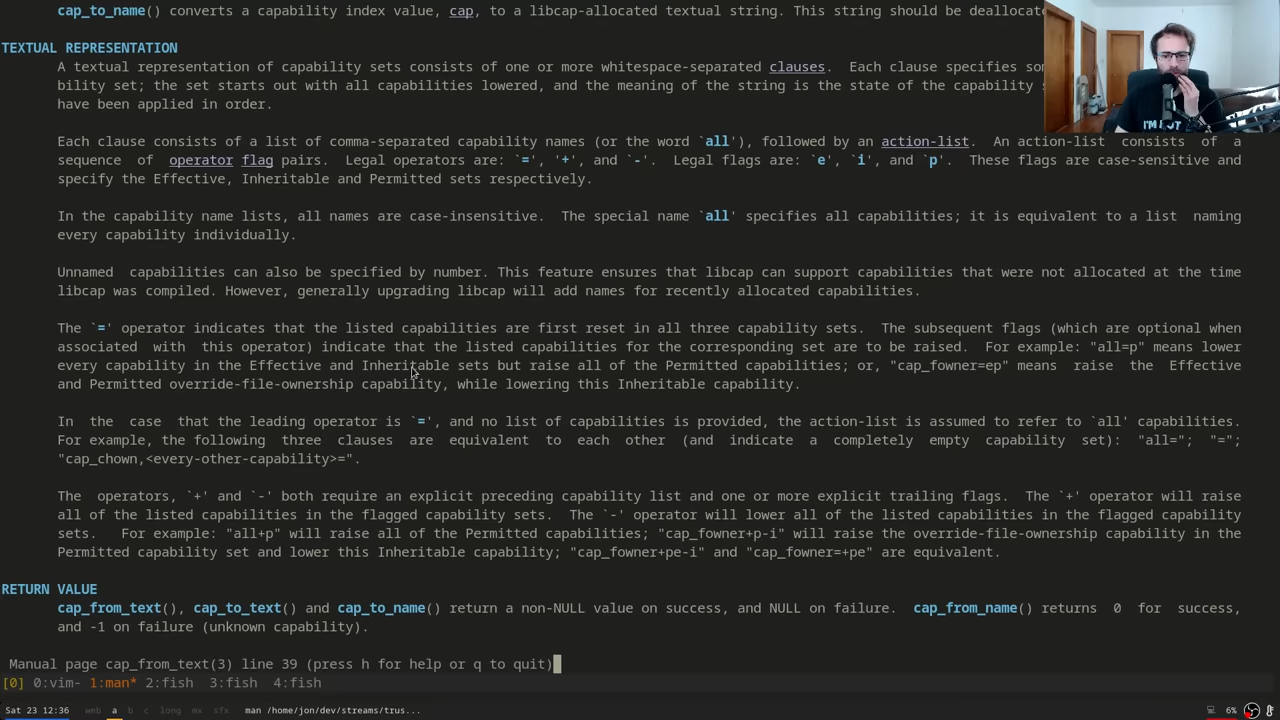 cap_to_name() converts a capability index value, cap, to a libcap-allocated textual string. This string should be deallocat
TEXTUAL REPRESENTATION
A textual representation of capability sets consists of one or more whitespace-separated clauses. Each clause specifies so
bility set; the set starts out with all capabilities lowered, and the meaning of the string is the state of the capability s
have been applied in order.
Each clause consists of a list of comma-separated capability names (or the word `all'), followed by an action-list. An action-list consists of a
sequence of operator flag pairs. Legal operators are: `=', '+', and `-'. Legal flags are: `e', `i', and `p'. These flags are case-sensitive and
specify the Effective, Inheritable and Permitted sets respectively.
In the capability name lists, all names are case-insensitive. The special name `all' specifies all capabilities; it is equivalent to a list naming
every capability individually.
Unnamed capabilities can also be specified by number. This feature ensures that libcap can support capabilities that were not allocated at the time
libcap was compiled. However, generally upgrading libcap will add names for recently allocated capabilities.
The `=' operator indicates that the listed capabilities are first reset in all three capability sets. The subsequent flags (which are optional when
associated with this operator) indicate that the listed capabilities for the corresponding set are to be raised. For example: "all=p" means lower
every capability in the Effective and Inheritable sets but raise all of the Permitted capabilities; or, "cap_fowner=ep" means raise the Effective
and Permitted override-file-ownership capability, while lowering this Inheritable capability.
In the case that the leading operator is `=', and no list of capabilities is provided, the action-list is assumed to refer to `all' capabilities.
For example, the following three clauses are equivalent to each other (and indicate a completely empty capability set): "all="; "=";
"cap_chown,<every-other-capability>=".
The operators, `+' and `-' both require an explicit preceding capability list and one or more explicit trailing flags. The `+' operator will raise
all of the listed capabilities in the flagged capability sets. The `-' operator will lower all of the listed capabilities in the flagged capability
sets. For example: "all+p" will raise all of the Permitted capabilities; "cap_fowner+p-i" will raise the override-file-ownership capability in the
Permitted capability set and lower this Inheritable capability; "cap_fowner+pe-i" and "cap_fowner=+pe" are equivalent.
RETURN VALUE
cap_from_text(), cap_to_text() and cap_to_name() return a non-NULL value on success, and NULL on failure. cap_from_name() returns 0 for success,
and -1 on failure (unknown capability).
Manual page cap_from_text(3) line 39 (press h for help or q to quit)
[0] 0:vim- 1:man* 2:fish 3:fish 4:fish
Sat 23 12:36 web a b c long mx sfx man /home/jon/dev/streams/trus... 6%
I'M NOT